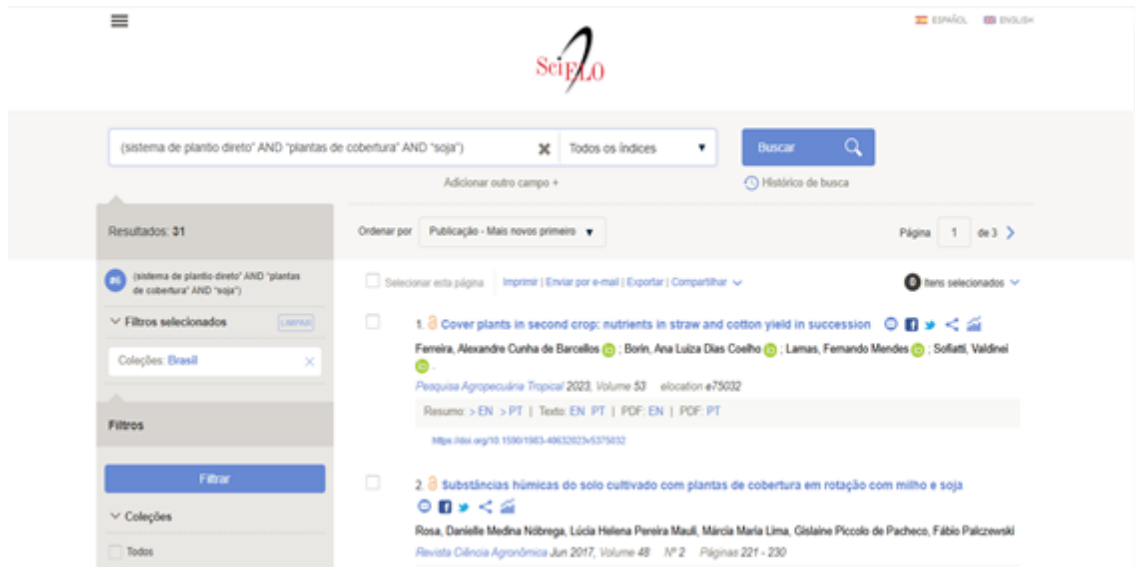 ESPAÑOL ENGLISH
SciELO
(sistema de plantio direto" AND "plantas de cobertura" AND "soja") Todos os índices Buscar
Adicionar outro campo + Histórico de busca
Resultados: 31 Ordenar por Publicação - Mais novos primeiro Página 1 de 3
#6 (sistema de plantio direto" AND "plantas de cobertura" AND "soja")
Selecionar esta página Imprimir | Enviar por e-mail | Exportar | Compartilhar 0 Itens selecionados
Filtros selecionados LIMPAR
Coleções: Brasil
Filtros
Filtrar
Coleções
Todos
1. Cover plants in second crop: nutrients in straw and cotton yield in succession
Ferreira, Alexandre Cunha de Barcellos ; Borin, Ana Luiza Dias Coelho ; Lamas, Fernando Mendes ; Sofiatti, Valdinei
.
Pesquisa Agropecuária Tropical 2023, Volume 53 elocation e75032
Resumo: > EN > PT | Texto: EN PT | PDF: EN | PDF: PT
https://doi.org/10.1590/1983-40632023v5375032
2. Substâncias húmicas do solo cultivado com plantas de cobertura em rotação com milho e soja
Rosa, Danielle Medina Nóbrega, Lúcia Helena Pereira Mauli, Márcia Maria Lima, Gislaine Piccolo de Pacheco, Fábio Palczewski
Revista Ciência Agronômica Jun 2017, Volume 48 Nº 2 Páginas 221 - 230